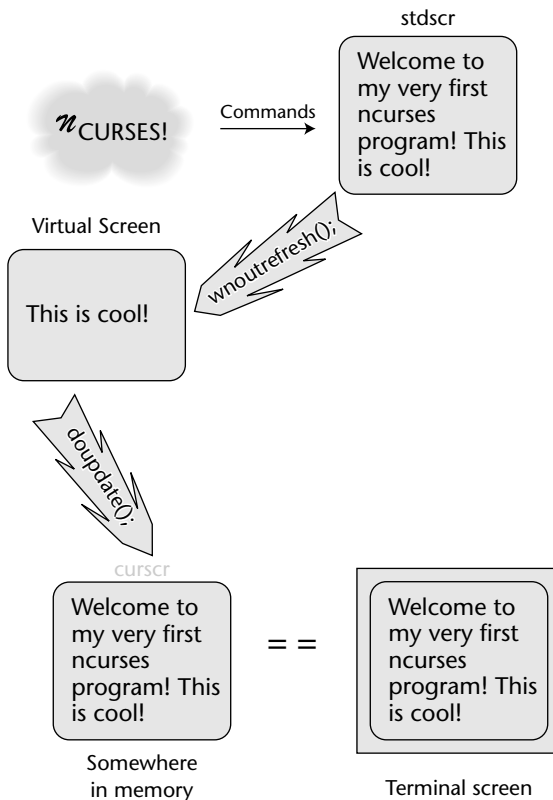 stdscr
Welcome to
my very first
ncurses
program! This
is cool!
nCURSES!
Commands
wnoutrefresh();
Virtual Screen
This is cool!
doupdate();
curscr
Welcome to
my very first
ncurses
program! This
is cool!
= =
Welcome to
my very first
ncurses
program! This
is cool!
Somewhere
in memory
Terminal screen